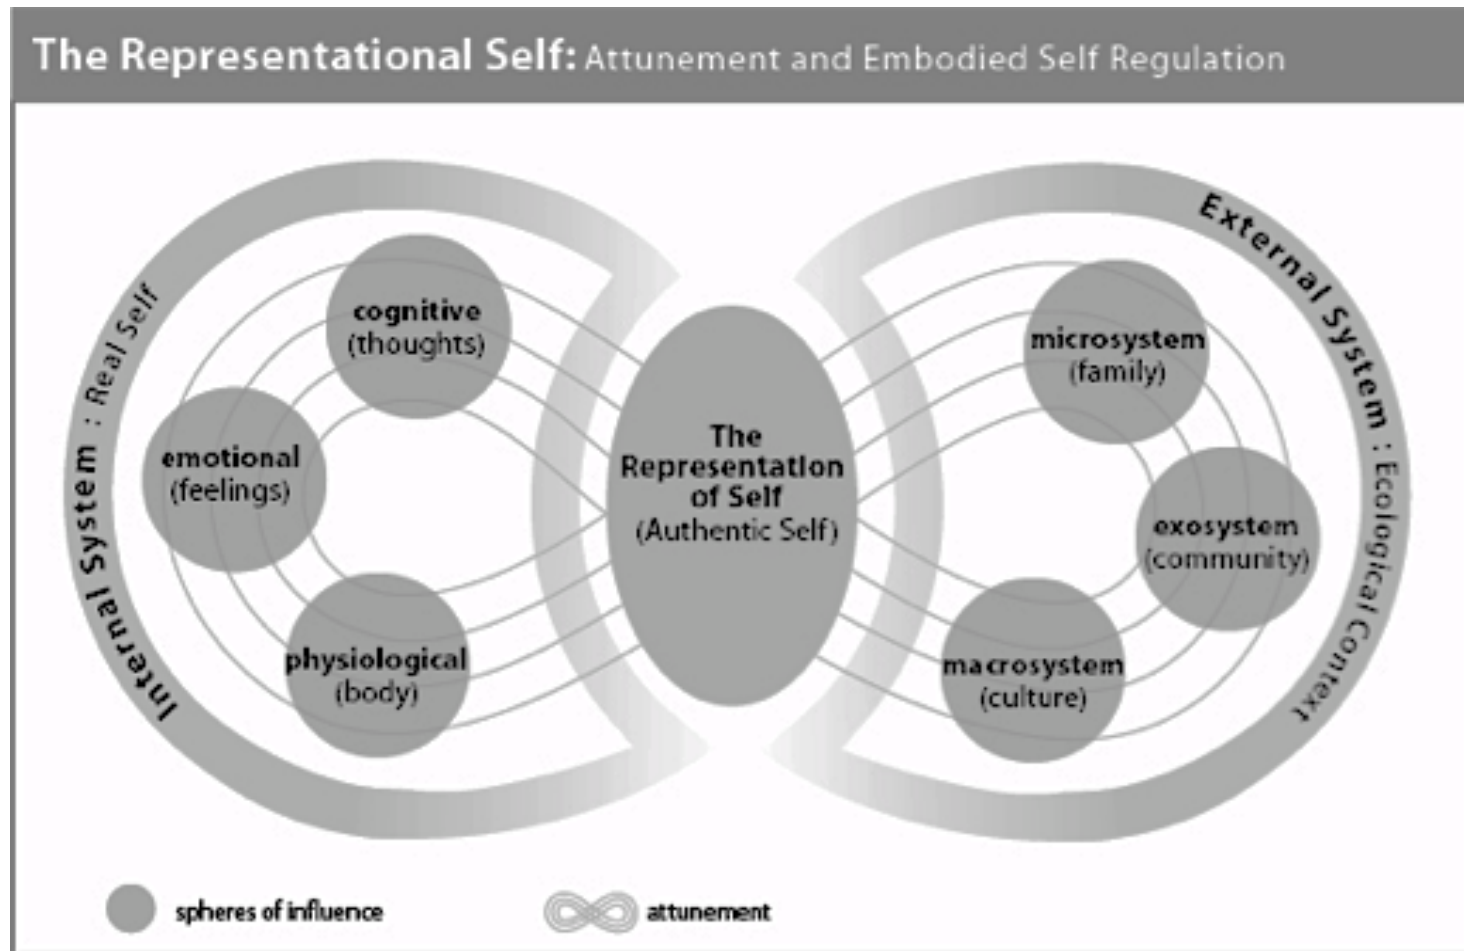 The Representational Self: Attunement and Embodied Self Regulation
Internal System : Real Self
cognitive
(thoughts)
emotional
(feelings)
physiological
(body)
The
Representation
of Self
(Authentic Self)
External System : Ecological Context
microsystem
(family)
exosystem
(community)
macrosystem
(culture)
spheres of influence
attunement